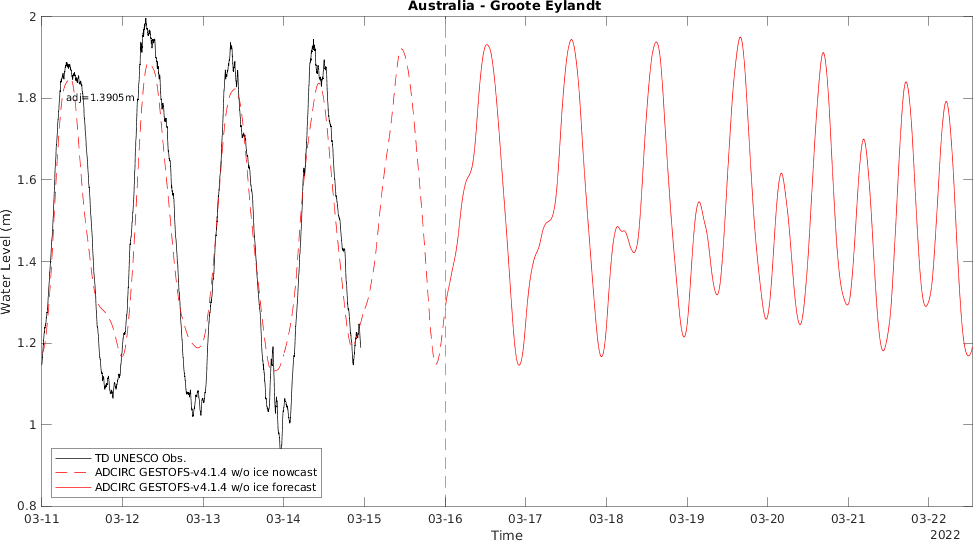 Australia - Groote Eylandt
2
1.8
1.6
1.4
1.2
1
0.8
Water Level (m)
adj=1.3905m
TD UNESCO Obs.
ADCIRC GESTOFS-v4.1.4 w/o ice nowcast
ADCIRC GESTOFS-v4.1.4 w/o ice forecast
03-11 03-12 03-13 03-14 03-15 03-16 03-17 03-18 03-19 03-20 03-21 03-22
2022
Time